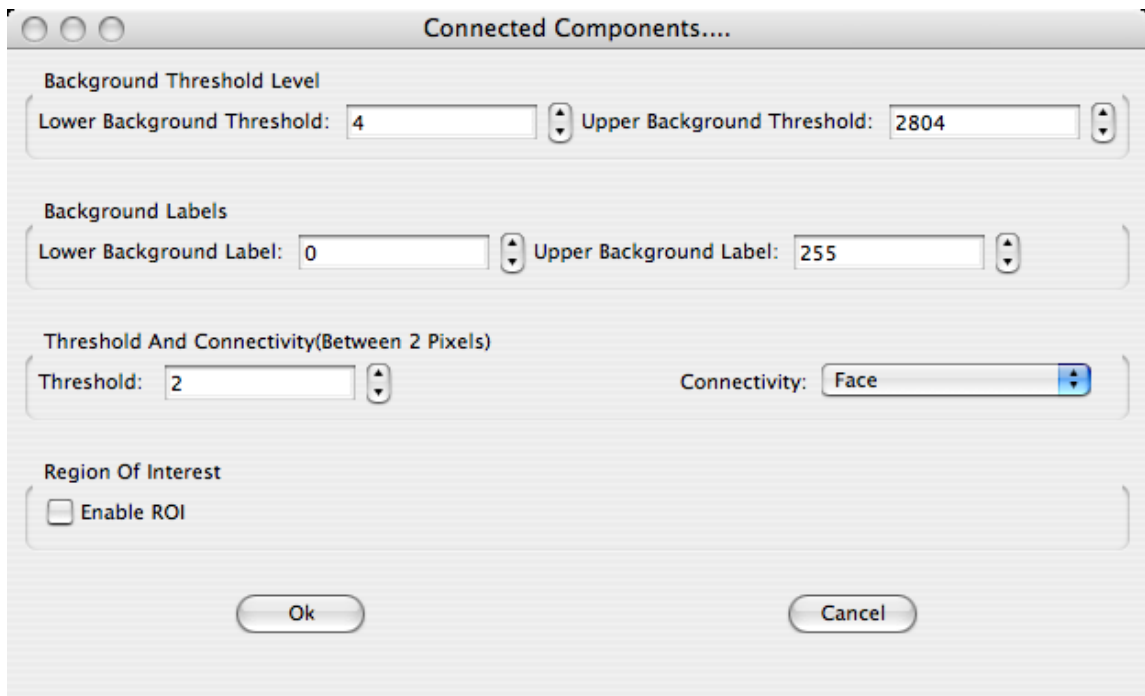 Connected Components....
Background Threshold Level
Lower Background Threshold: 4 Upper Background Threshold: 2804
Background Labels
Lower Background Label: 0 Upper Background Label: 255
Threshold And Connectivity(Between 2 Pixels)
Threshold: 2 Connectivity: Face
Region Of Interest
Enable ROI
Ok Cancel